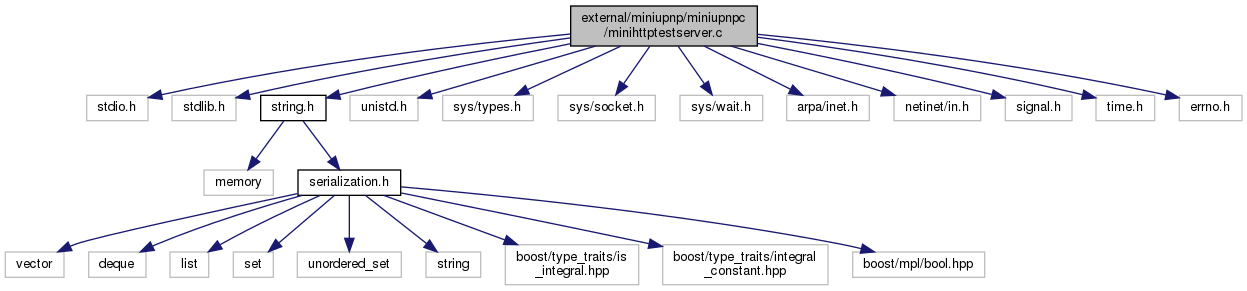 external/miniupnp/miniupnpc
/minihttptestserver.c
stdio.h
stdlib.h
string.h
unistd.h
sys/types.h
sys/socket.h
sys/wait.h
arpa/inet.h
netinet/in.h
signal.h
time.h
errno.h
memory
serialization.h
vector
deque
list
set
unordered_set
string
boost/type_traits/is
_integral.hpp
boost/type_traits/integral
_constant.hpp
boost/mpl/bool.hpp